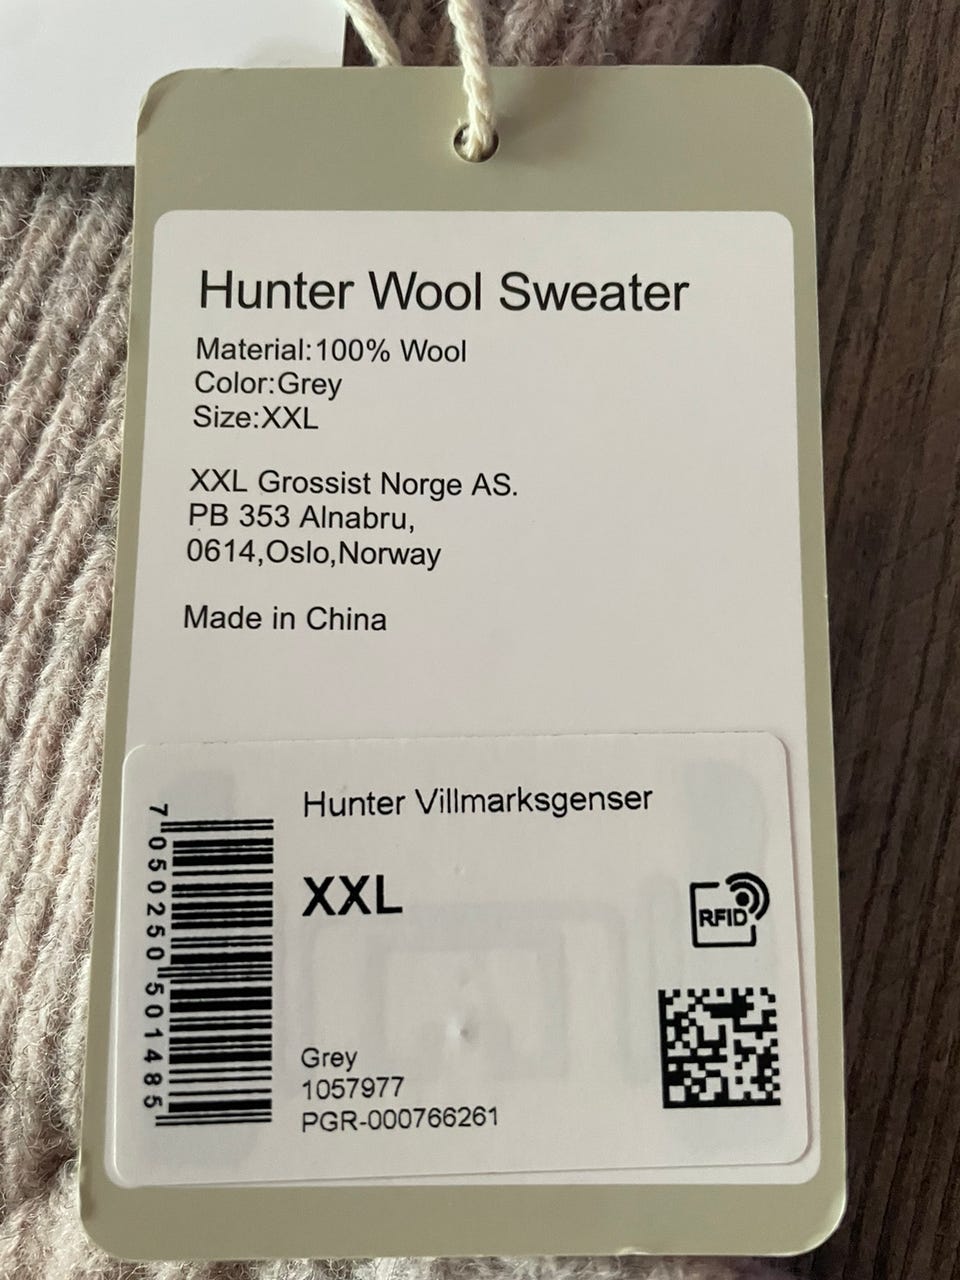 Hunter Wool Sweater
Material:100% Wool
Color:Grey
Size:XXL
XXL Grossist Norge AS.
PB 353 Alnabru,
0614,Oslo,Norway
Made in China
Hunter Villmarksgenser
7 050250 501485
XXL
RFID
Grey
1057977
PGR-000766261